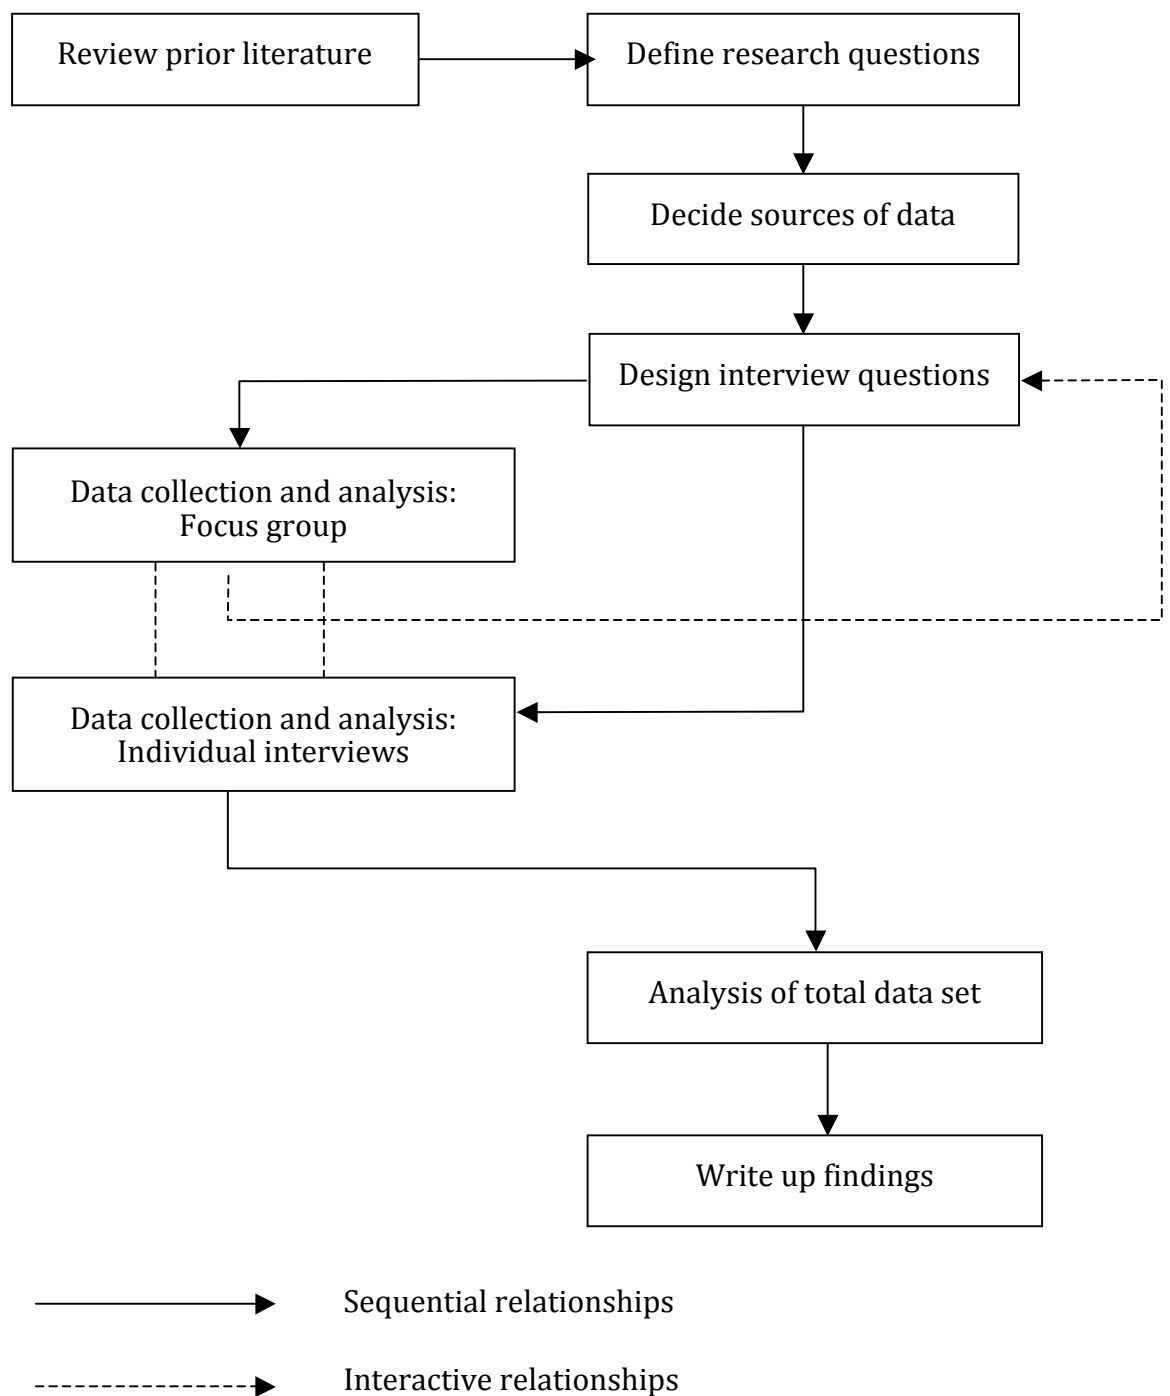 Review prior literature
Define research questions
Decide sources of data
Design interview questions
Data collection and analysis:
Focus group
Data collection and analysis:
Individual interviews
Analysis of total data set
Write up findings
Sequential relationships
Interactive relationships